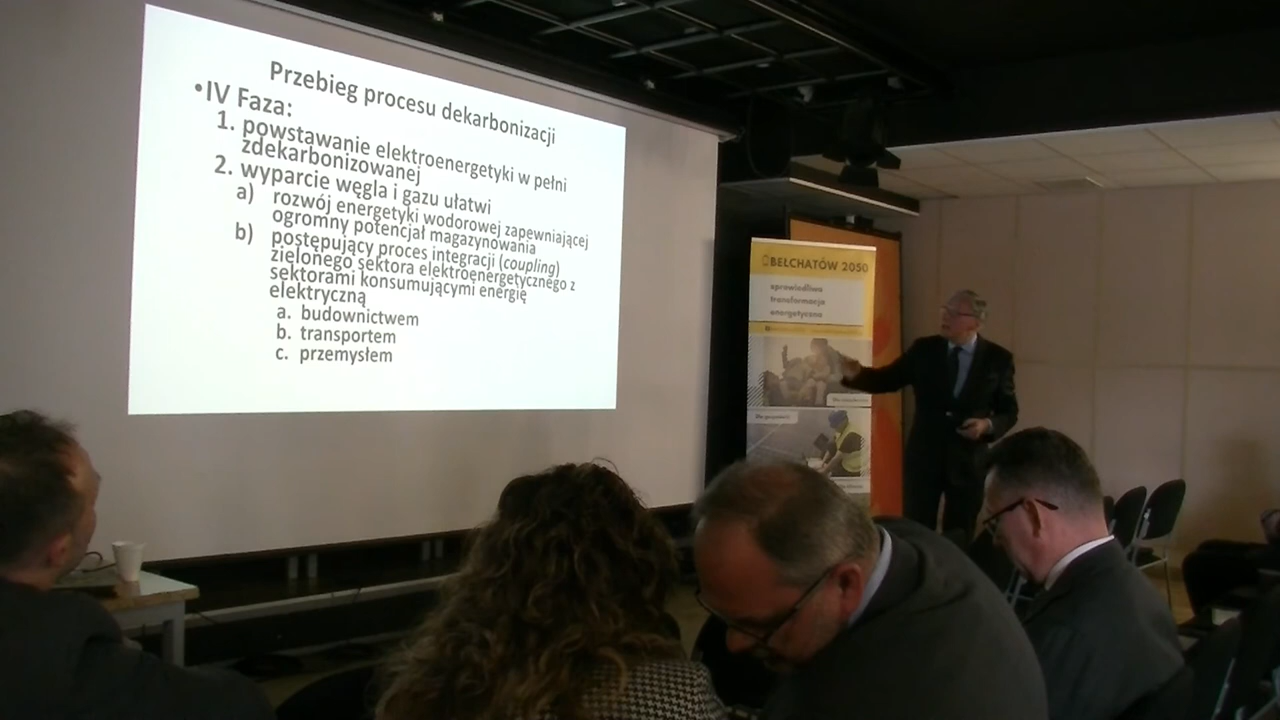 Przebieg procesu dekarbonizacji
•IV Faza:
1. powstawanie elektroenergetyki w pełni
zdekarbonizowanej
2. wyparcie węgla i gazu ułatwi
a) rozwój energetyki wodorowej zapewniającej
ogromny potencjał magazynowania
b) postępujący proces integracji (coupling)
zielonego sektora elektroenergetycznego z
sektorami konsumującymi energię
elektryczną
a. budownictwem
b. transportem
c. przemysłem
BEŁCHATÓW 2050
sprawiedliwa
transformacja
energetyczna